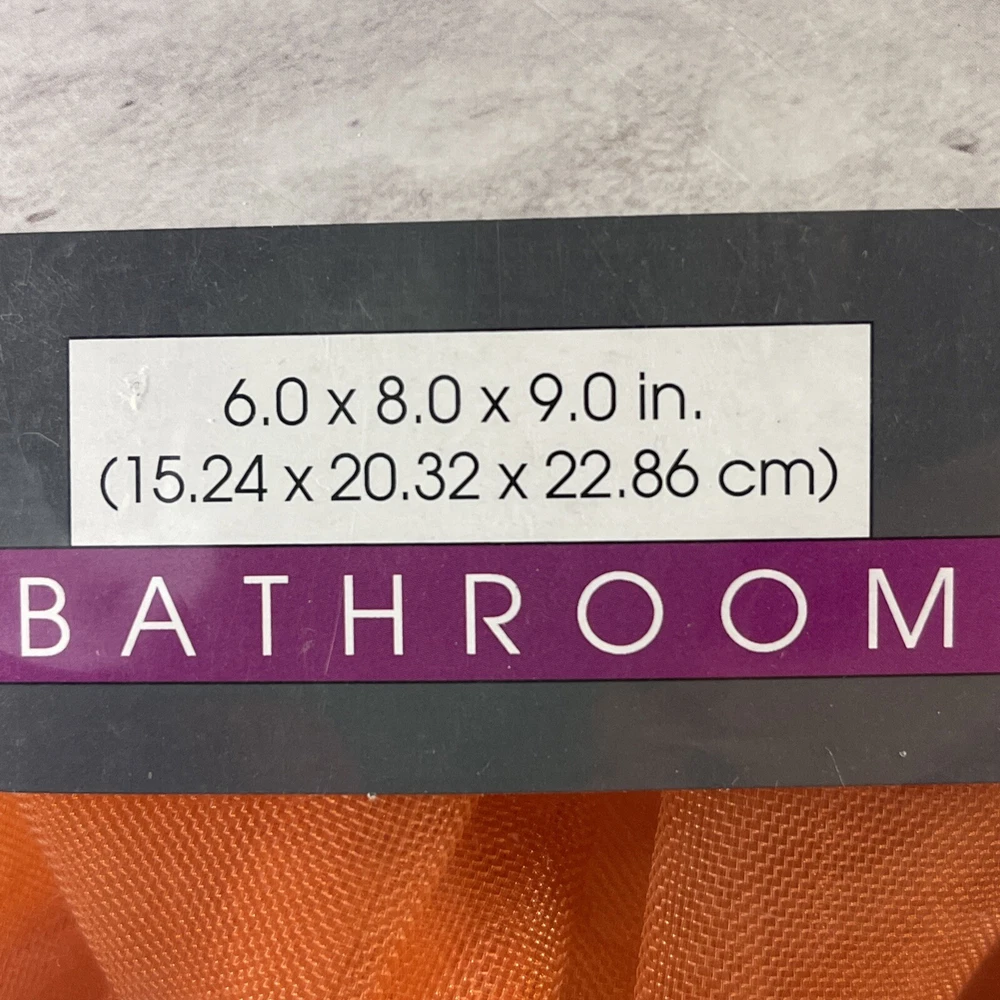 6.0 x 8.0 x 9.0 in.
(15.24 x 20.32 x 22.86 cm)
BATHROOM